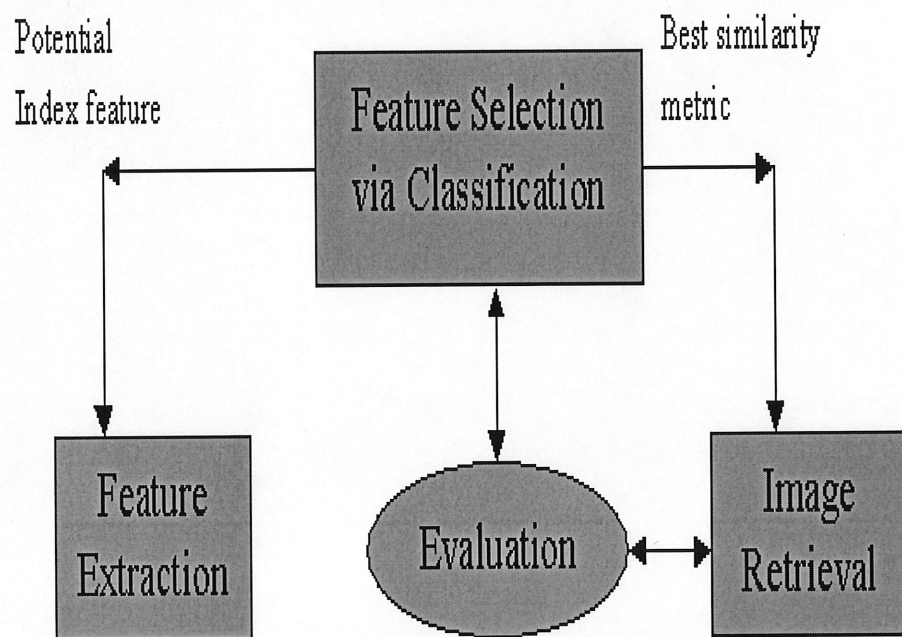 Potential
Index feature
Feature Selection
via Classification
Best similarity
metric
Feature
Extraction
Evaluation
Image
Retrieval